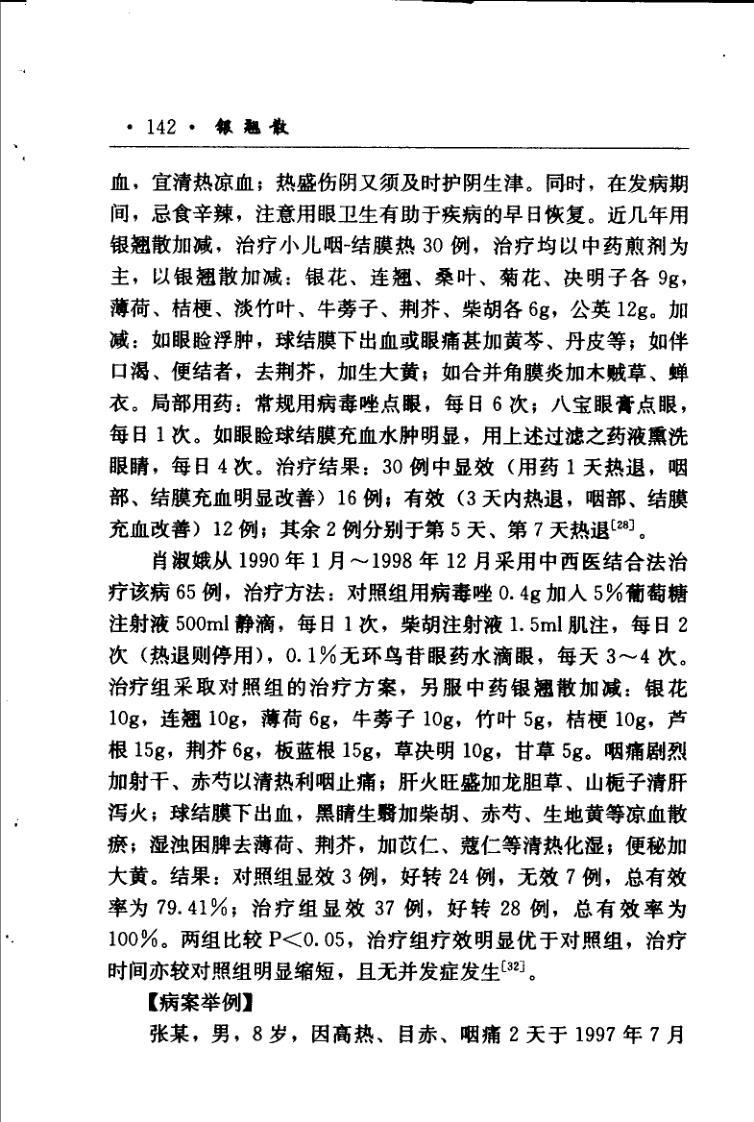 · 142 · 银翘散
血，宜清热凉血；热盛伤阴又须及时护阴生津。同时，在发病期
间，忌食辛辣，注意用眼卫生有助于疾病的早日恢复。近几年用
银翘散加减，治疗小儿咽-结膜热 30 例，治疗均以中药煎剂为
主，以银翘散加减：银花、连翘、桑叶、菊花、决明子各 9g，
薄荷、桔梗、淡竹叶、牛蒡子、荆芥、柴胡各 6g，公英 12g。加
减：如眼睑浮肿，球结膜下出血或眼痛甚加黄芩、丹皮等；如伴
口渴、便结者，去荆芥，加生大黄；如合并角膜炎加木贼草、蝉
衣。局部用药：常规用病毒唑点眼，每日 6 次；八宝眼膏点眼，
每日 1 次。如眼睑球结膜充血水肿明显，用上述过滤之药液熏洗
眼睛，每日 4 次。治疗结果：30 例中显效（用药 1 天热退，咽
部、结膜充血明显改善）16 例；有效（3 天内热退，咽部、结膜
充血改善）12 例；其余 2 例分别于第 5 天、第 7 天热退[28]。
肖淑娥从 1990 年 1 月～1998 年 12 月采用中西医结合法治
疗该病 65 例，治疗方法：对照组用病毒唑 0.4g 加入 5%葡萄糖
注射液 500ml 静滴，每日 1 次，柴胡注射液 1.5ml 肌注，每日 2
次（热退则停用），0.1%无环鸟苷眼药水滴眼，每天 3～4 次。
治疗组采取对照组的治疗方案，另服中药银翘散加减：银花
10g，连翘 10g，薄荷 6g，牛蒡子 10g，竹叶 5g，桔梗 10g，芦
根 15g，荆芥 6g，板蓝根 15g，草决明 10g，甘草 5g。咽痛剧烈
加射干、赤芍以清热利咽止痛；肝火旺盛加龙胆草、山栀子清肝
泻火；球结膜下出血，黑睛生翳加柴胡、赤芍、生地黄等凉血散
瘀；湿浊困脾去薄荷、荆芥，加苡仁、蔻仁等清热化湿；便秘加
大黄。结果：对照组显效 3 例，好转 24 例，无效 7 例，总有效
率为 79.41%；治疗组显效 37 例，好转 28 例，总有效率为
100%。两组比较 P＜0.05，治疗组疗效明显优于对照组，治疗
时间亦较对照组明显缩短，且无并发症发生[32]。
【病案举例】
张某，男，8 岁，因高热、目赤、咽痛 2 天于 1997 年 7 月